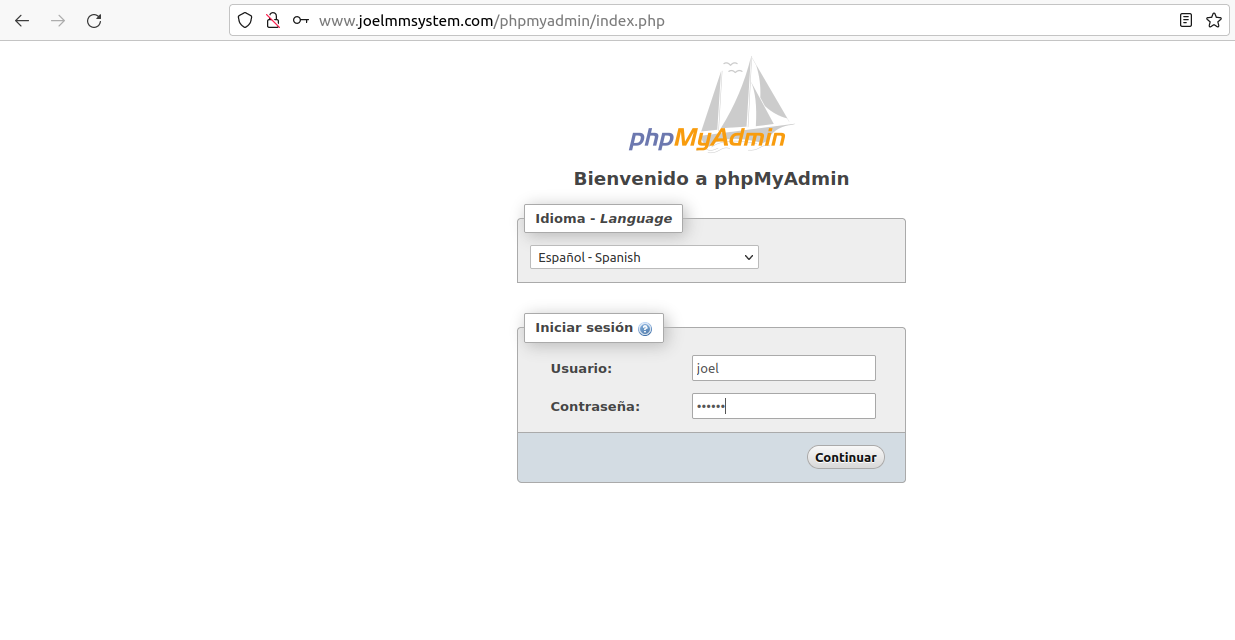 www.joelmmsystem.com/phpmyadmin/index.php
phpMyAdmin
Bienvenido a phpMyAdmin
Idioma - Language
Español - Spanish
Iniciar sesión ?
Usuario: joel
Contraseña: ••••••
Continuar